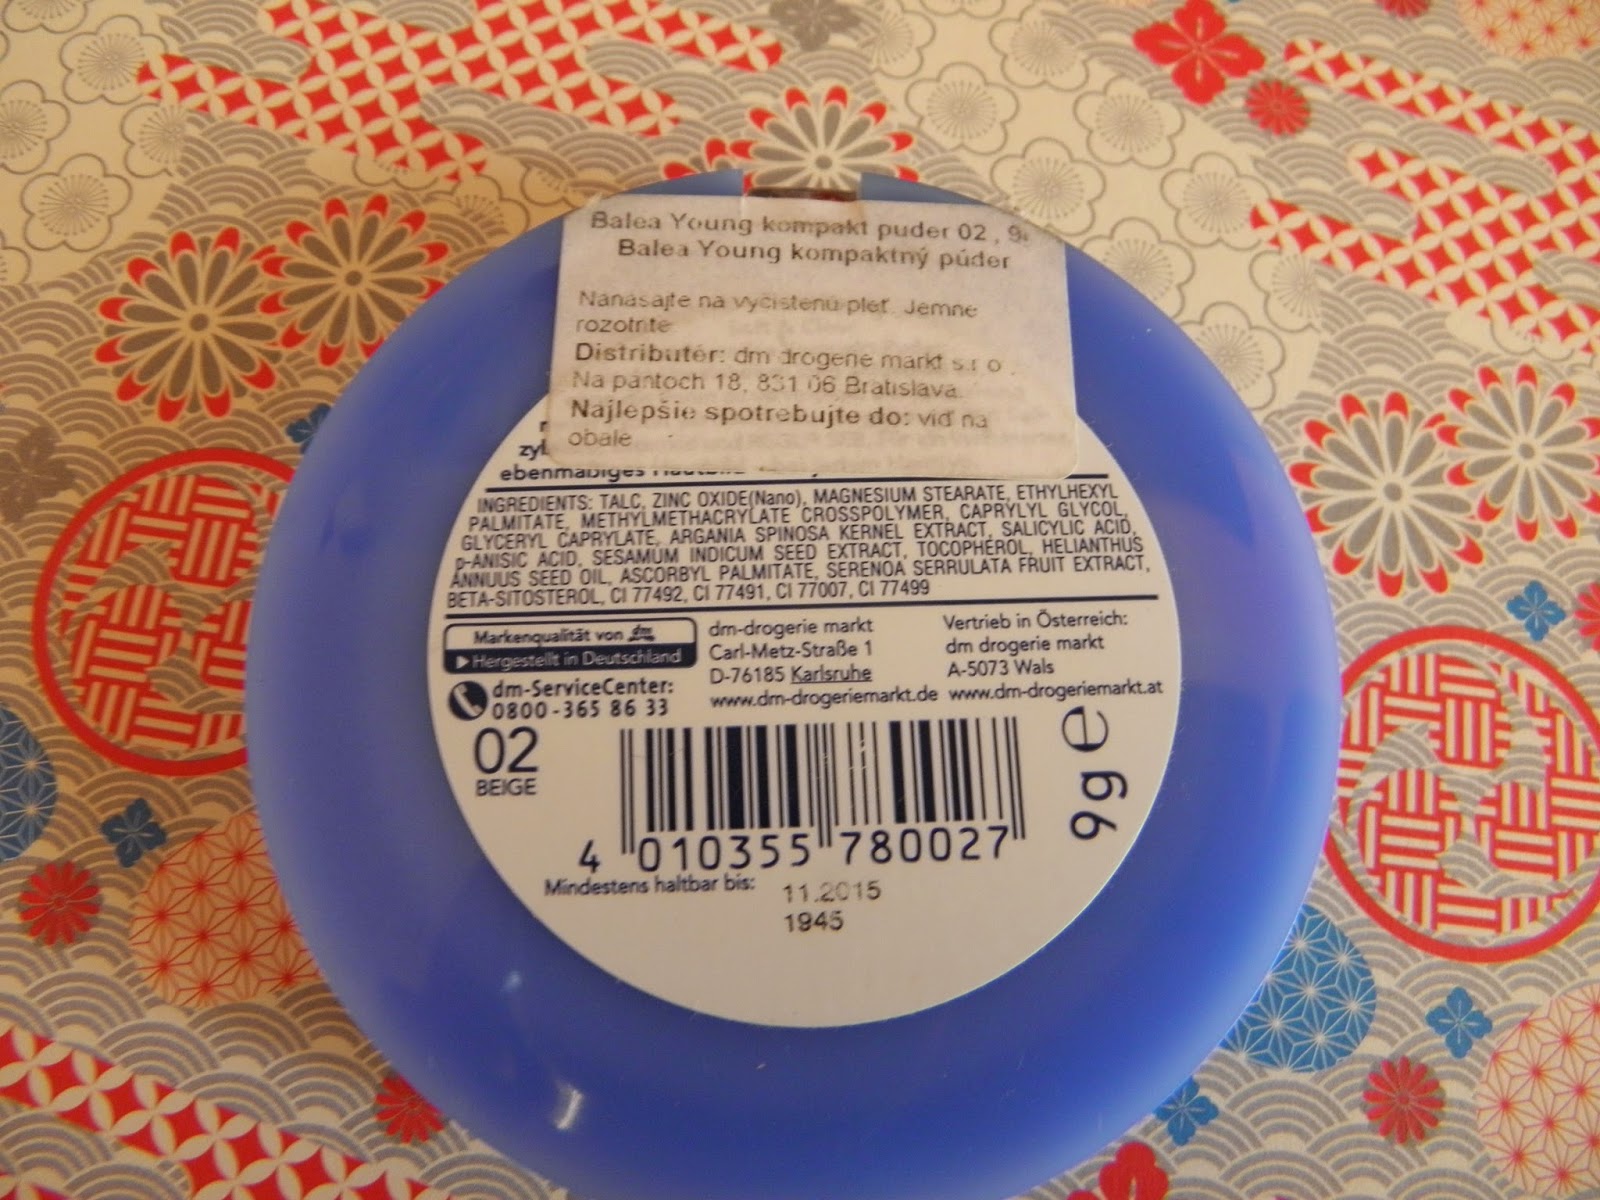 Balea Young kompakt puder 02, 9
Balea Young kompaktný púder
Nanášajte na vyčistenú pleť. Jemne
rozotrite
Distributér: dm drogerie markt s.r.o.
Na pántoch 18, 831 06 Bratislava.
Najlepšie spotrebujte do: viď na
obale
ebenmäßiges
INGREDIENTS: TALC, ZINC OXIDE(Nano), MAGNESIUM STEARATE, ETHYLHEXYL
PALMITATE, METHYLMETHACRYLATE CROSSPOLYMER, CAPRYLYL GLYCOL,
GLYCERYL CAPRYLATE, ARGANIA SPINOSA KERNEL EXTRACT, SALICYLIC ACID,
p-ANISIC ACID, SESAMUM INDICUM SEED EXTRACT, TOCOPHEROL, HELIANTHUS
ANNUUS SEED OIL, ASCORBYL PALMITATE, SERENOA SERRULATA FRUIT EXTRACT,
BETA-SITOSTEROL, CI 77492, CI 77491, CI 77007, CI 77499
Markenqualität von dm
Hergestellt in Deutschland
dm-ServiceCenter:
0800-365 86 33
dm-drogerie markt
Carl-Metz-Straße 1
D-76185 Karlsruhe
www.dm-drogeriemarkt.de
Vertrieb in Österreich:
dm drogerie markt
A-5073 Wals
www.dm-drogeriemarkt.at
02
BEIGE
4 010355 780027
9g e
Mindestens haltbar bis: 11.2015
1945